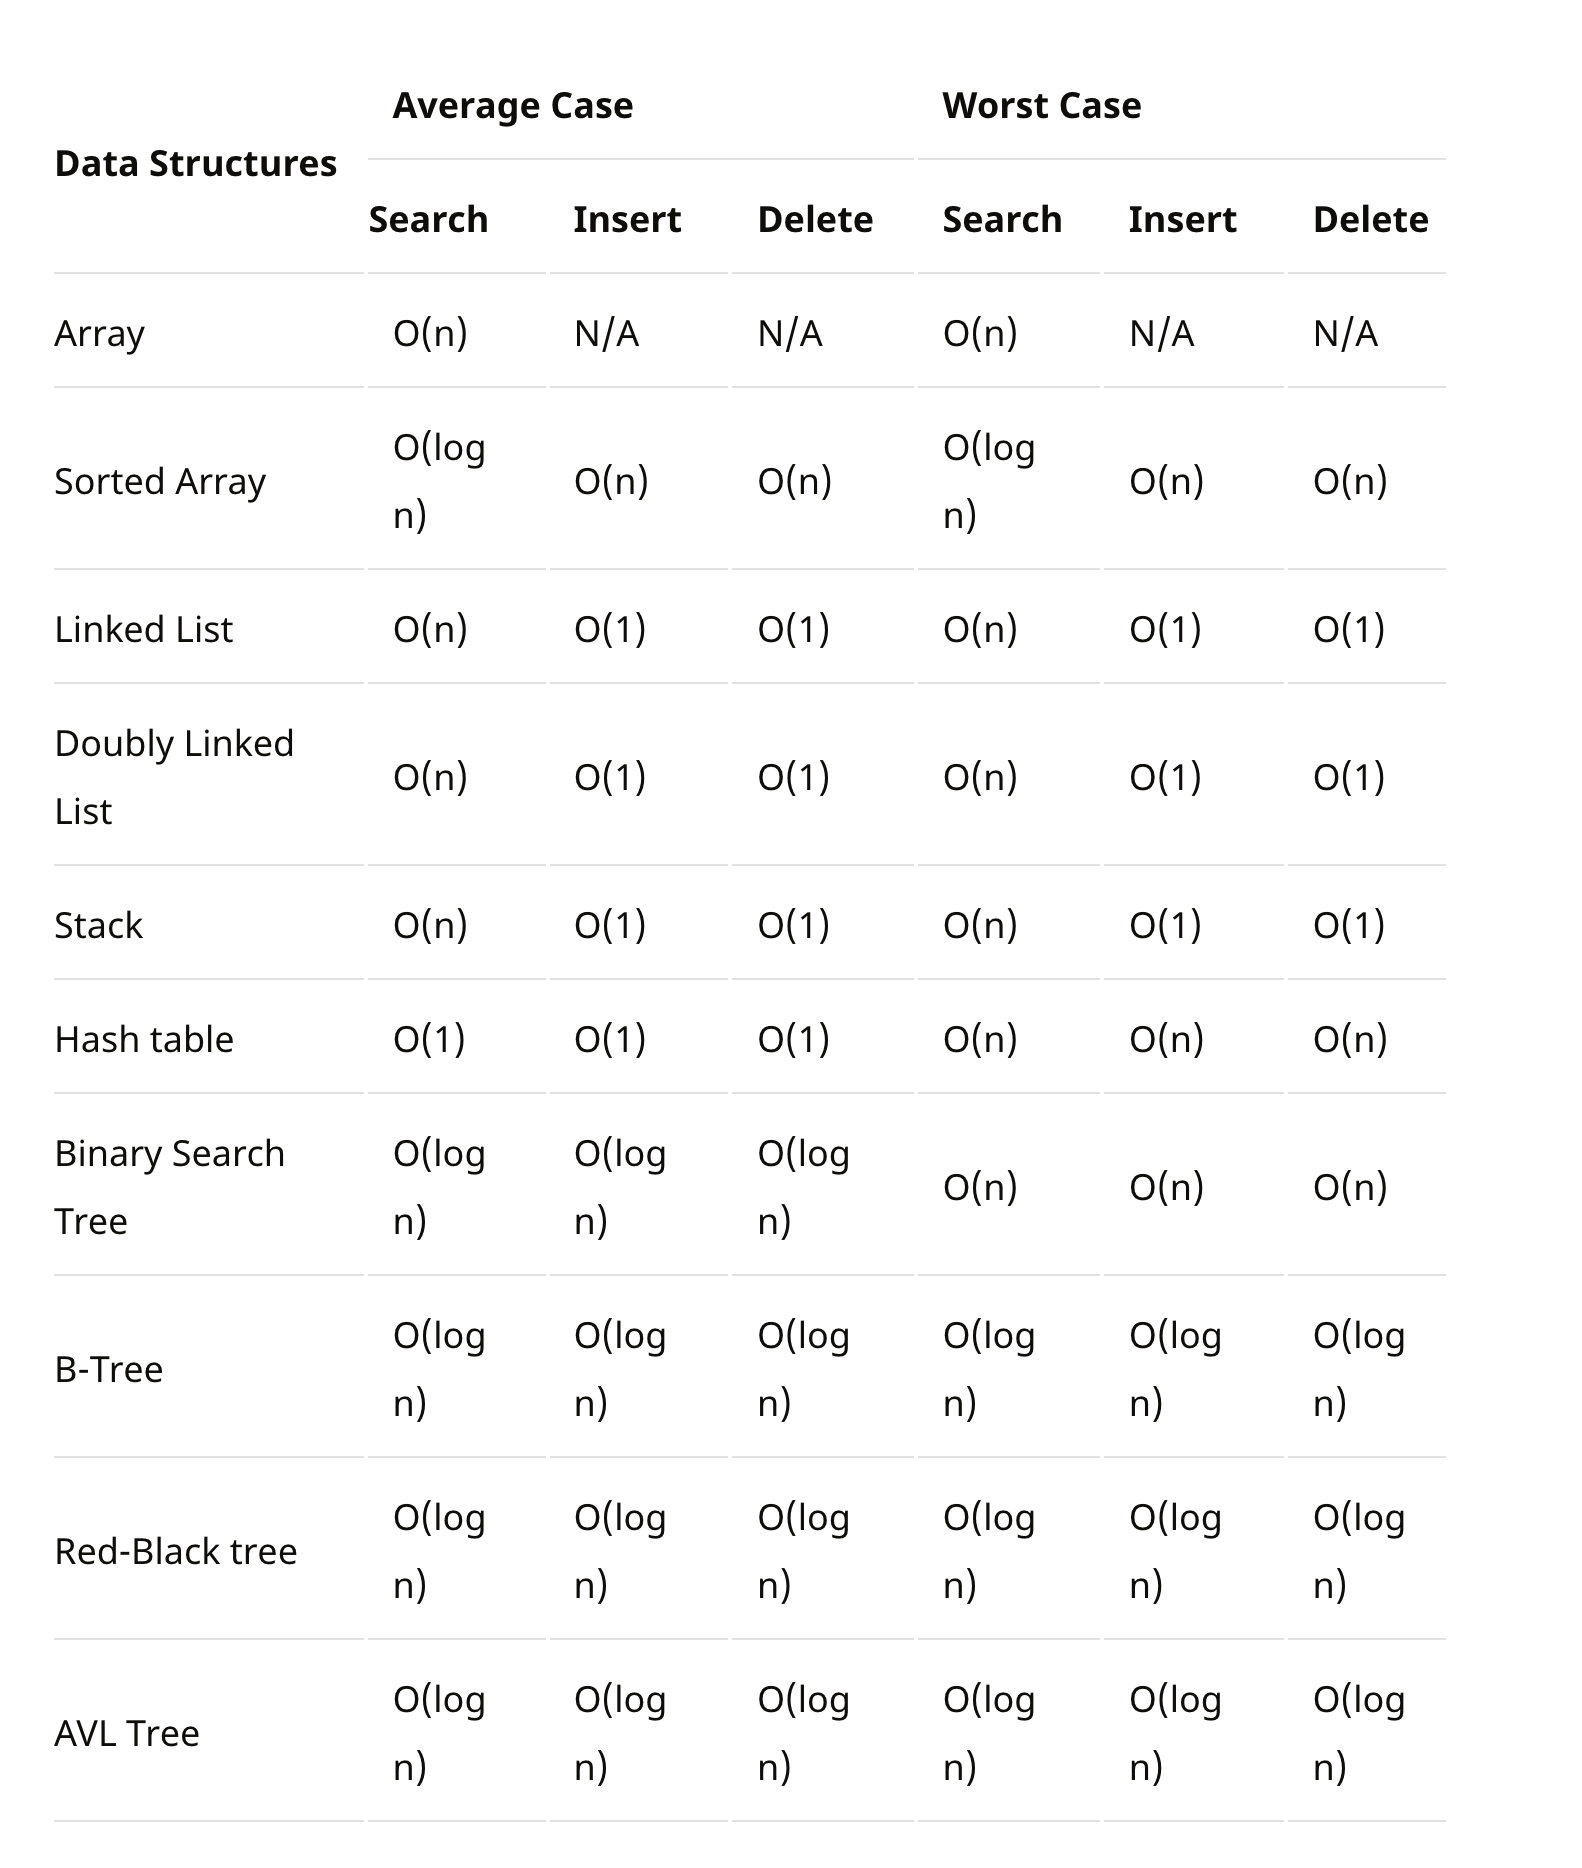 Average Case Worst Case
Data Structures
Search Insert Delete Search Insert Delete
Array O(n) N/A N/A O(n) N/A N/A
Sorted Array O(log n) O(n) O(n) O(log n) O(n) O(n)
Linked List O(n) O(1) O(1) O(n) O(1) O(1)
Doubly Linked List O(n) O(1) O(1) O(n) O(1) O(1)
Stack O(n) O(1) O(1) O(n) O(1) O(1)
Hash table O(1) O(1) O(1) O(n) O(n) O(n)
Binary Search Tree O(log n) O(log n) O(log n) O(n) O(n) O(n)
B-Tree O(log n) O(log n) O(log n) O(log n) O(log n) O(log n)
Red-Black tree O(log n) O(log n) O(log n) O(log n) O(log n) O(log n)
AVL Tree O(log n) O(log n) O(log n) O(log n) O(log n) O(log n)